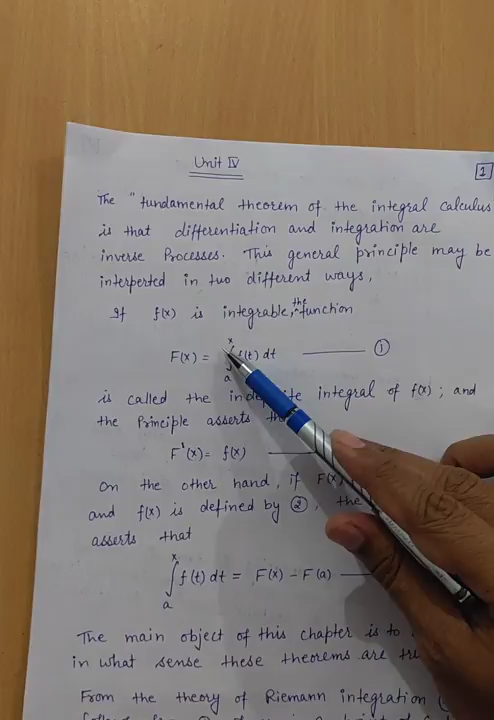 Unit IV
1
The "fundamental theorem of the integral calculus
is that differentiation and integration are
inverse Processes. This general principle may be
interperted in two different ways,
If f(x) is integrable, the function
F(x) = ∫ₐˣ f(t) dt ——— ①
is called the indefinite integral of f(x); and
the Principle asserts
F'(x) = f(x) ———
On the other hand, if F(x)
and f(x) is defined by ②, the
asserts that
∫ₐˣ f(t) dt = F(x) - F(a) ———
The main object of this chapter is to
in what sense these theorems are
From the theory of Riemann integration